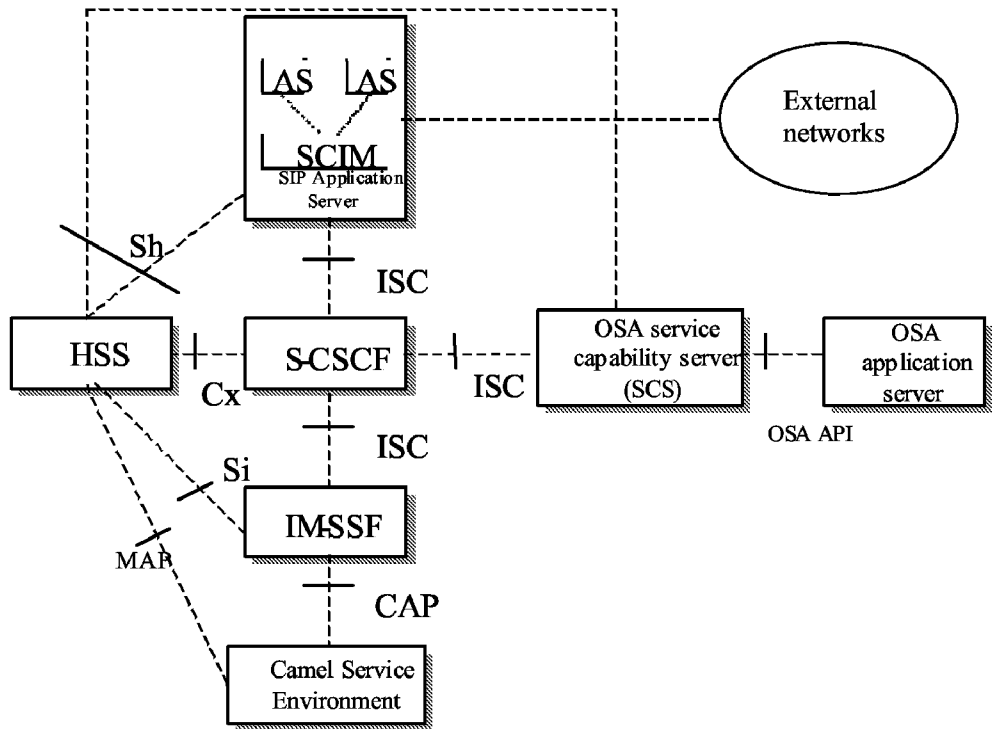 AS AS
SCIM
SIP Application
Server
External
networks
Sh
ISC
HSS
S-CSCF
OSA service
capability server
(SCS)
OSA
application
server
Cx
ISC
OSA API
ISC
Si
IM-SSF
MAP
CAP
Camel Service
Environment